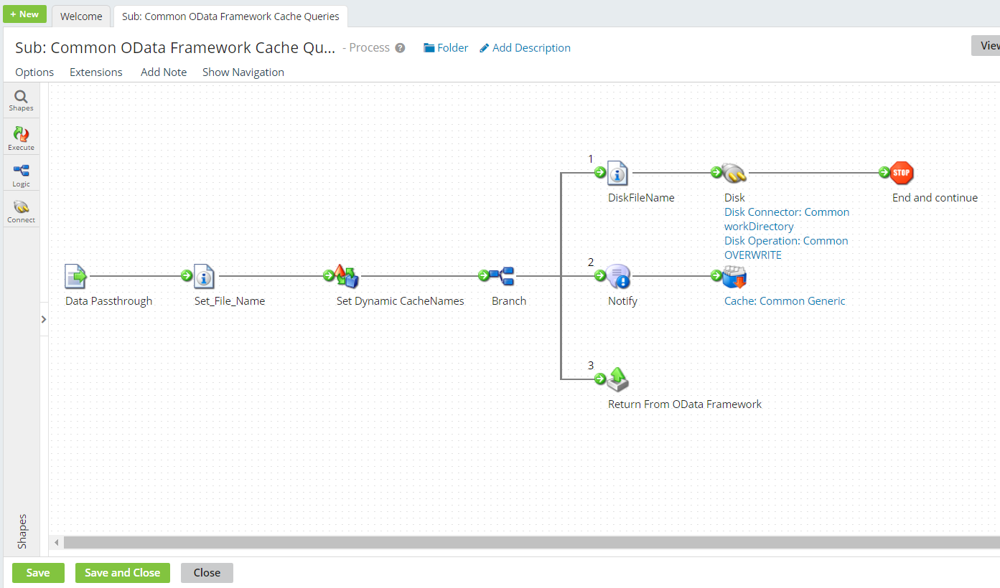 + New
Welcome
Sub: Common OData Framework Cache Queries
Sub: Common OData Framework Cache Qu... - Process ? Folder Add Description
View
Options Extensions Add Note Show Navigation
Shapes
Execute
Logic
Connect
1
DiskFileName
Disk
Disk Connector: Common
workDirectory
Disk Operation: Common
OVERWRITE
STOP
End and continue
Data Passthrough
Set_File_Name
Set Dynamic CacheNames
Branch
2
Notify
Cache: Common Generic
3
Return From OData Framework
Shapes
Save
Save and Close
Close